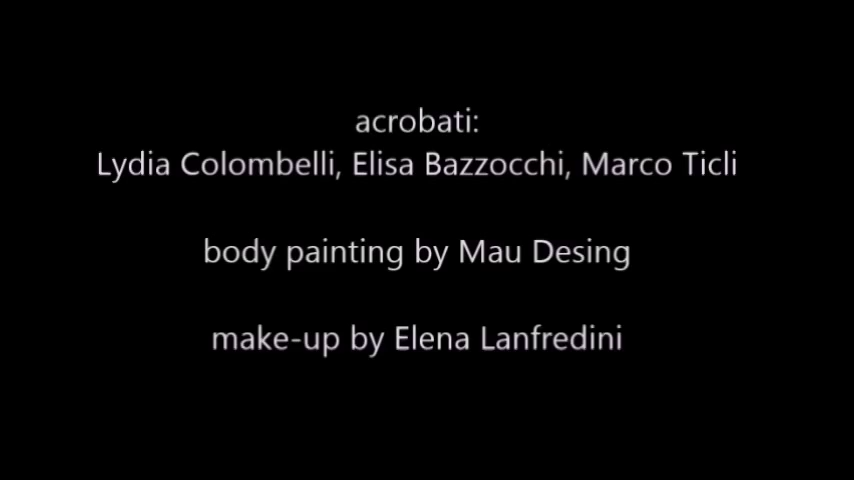 acrobati:
Lydia Colombelli, Elisa Bazzocchi, Marco Ticli
body painting by Mau Desing
make-up by Elena Lanfredini